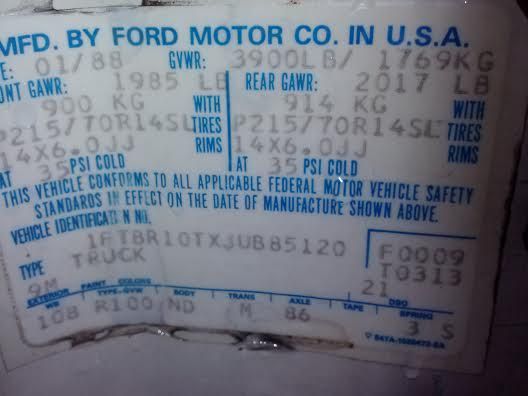 MFD. BY FORD MOTOR CO. IN U.S.A.
E: 01/88 GVWR: 3900LB/ 1769KG
ONT GAWR: 1985 LB REAR GAWR: 2017 LB
900 KG WITH 914 KG WITH
P215/70R14SL TIRES P215/70R14SL TIRES
14X6.0JJ RIMS 14X6.0JJ RIMS
AT 35 PSI COLD AT 35 PSI COLD
THIS VEHICLE CONFORMS TO ALL APPLICABLE FEDERAL MOTOR VEHICLE SAFETY
STANDARDS IN EFFECT ON THE DATE OF MANUFACTURE SHOWN ABOVE.
VEHICLE IDENTIFICATION NO.
1FTBR10TXJUB85120 F0009
TYPE TRUCK T0313
9M 21
EXTERIOR PAINT COLORS DSO
WB TYPE-GVW BODY TRANS AXLE TAPE SPRING
108 R100 ND M 86 3 S